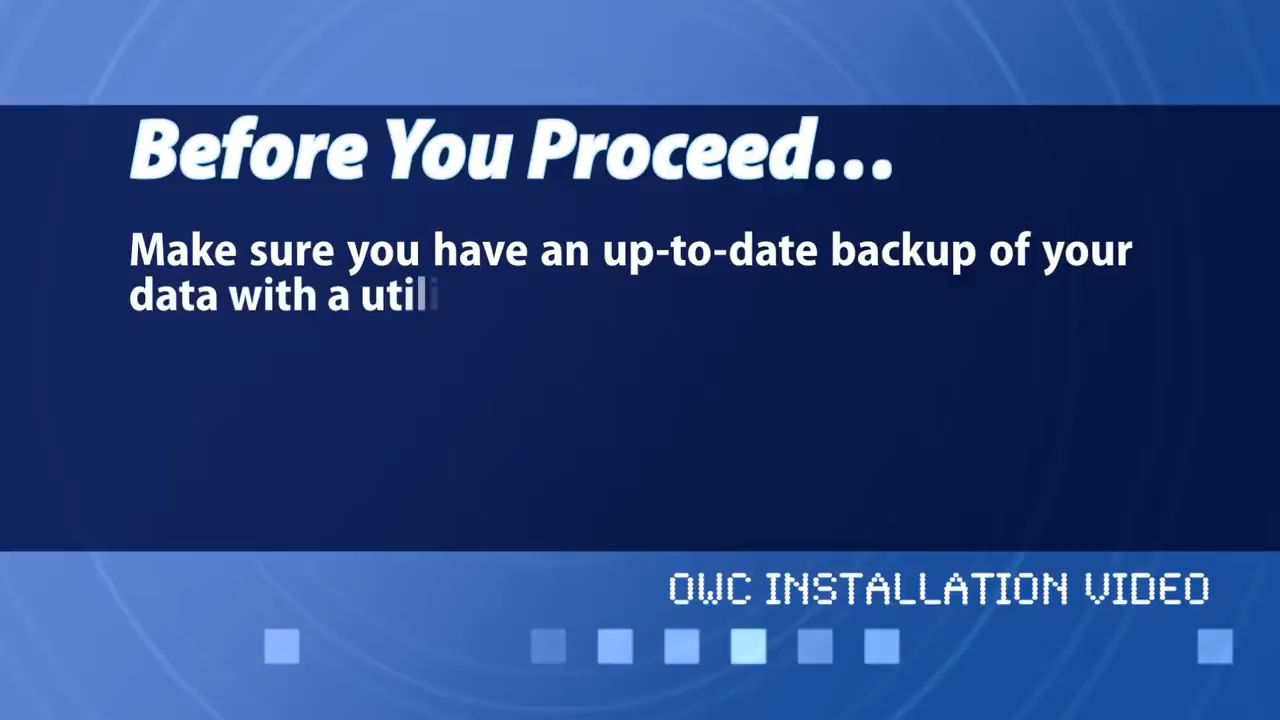 Before You Proceed...
Make sure you have an up-to-date backup of your
data with a utili
OWC INSTALLATION VIDEO